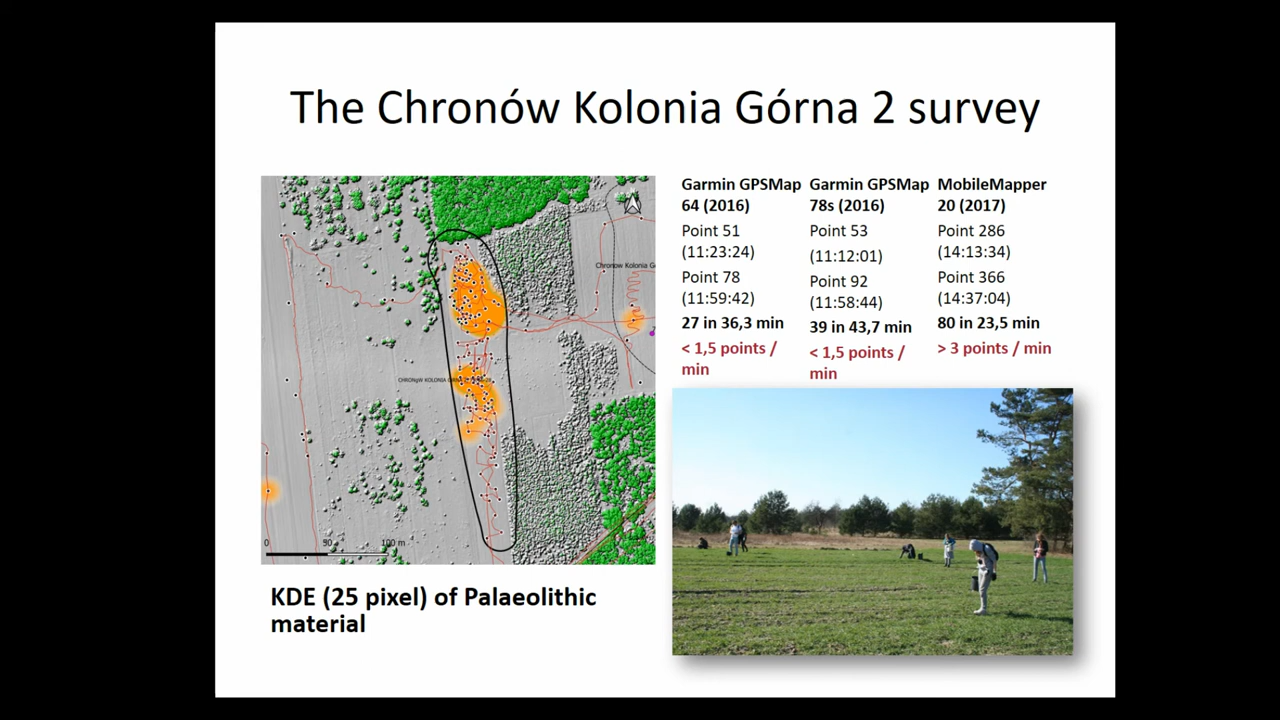 The Chronów Kolonia Górna 2 survey
Garmin GPSMap
64 (2016)
Point 51
(11:23:24)
Point 78
(11:59:42)
27 in 36,3 min
< 1,5 points /
min
Garmin GPSMap
78s (2016)
Point 53
(11:12:01)
Point 92
(11:58:44)
39 in 43,7 min
< 1,5 points /
min
MobileMapper
20 (2017)
Point 286
(14:13:34)
Point 366
(14:37:04)
80 in 23,5 min
> 3 points / min
Chronow Kolonia G
KOLONIA
0 50 100 m
KDE (25 pixel) of Palaeolithic
material